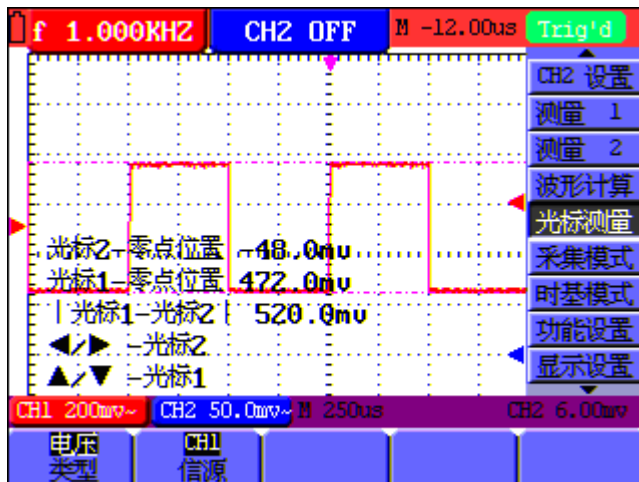 f 1.000KHZ
CH2 OFF
M -12.00us
Trig'd
CH2 设置
测量 1
测量 2
波形计算
光标测量
采集模式
时基模式
功能设置
显示设置
光标2-零点位置 -48.0mv
光标1-零点位置 472.0mv
|光标1-光标2| 520.0mv
◀/▶ -光标2
▲/▼ -光标1
CH1 200mv~
CH2 50.0mv~
M 250us
CH2 6.00mv
电压
类型
CH1
信源